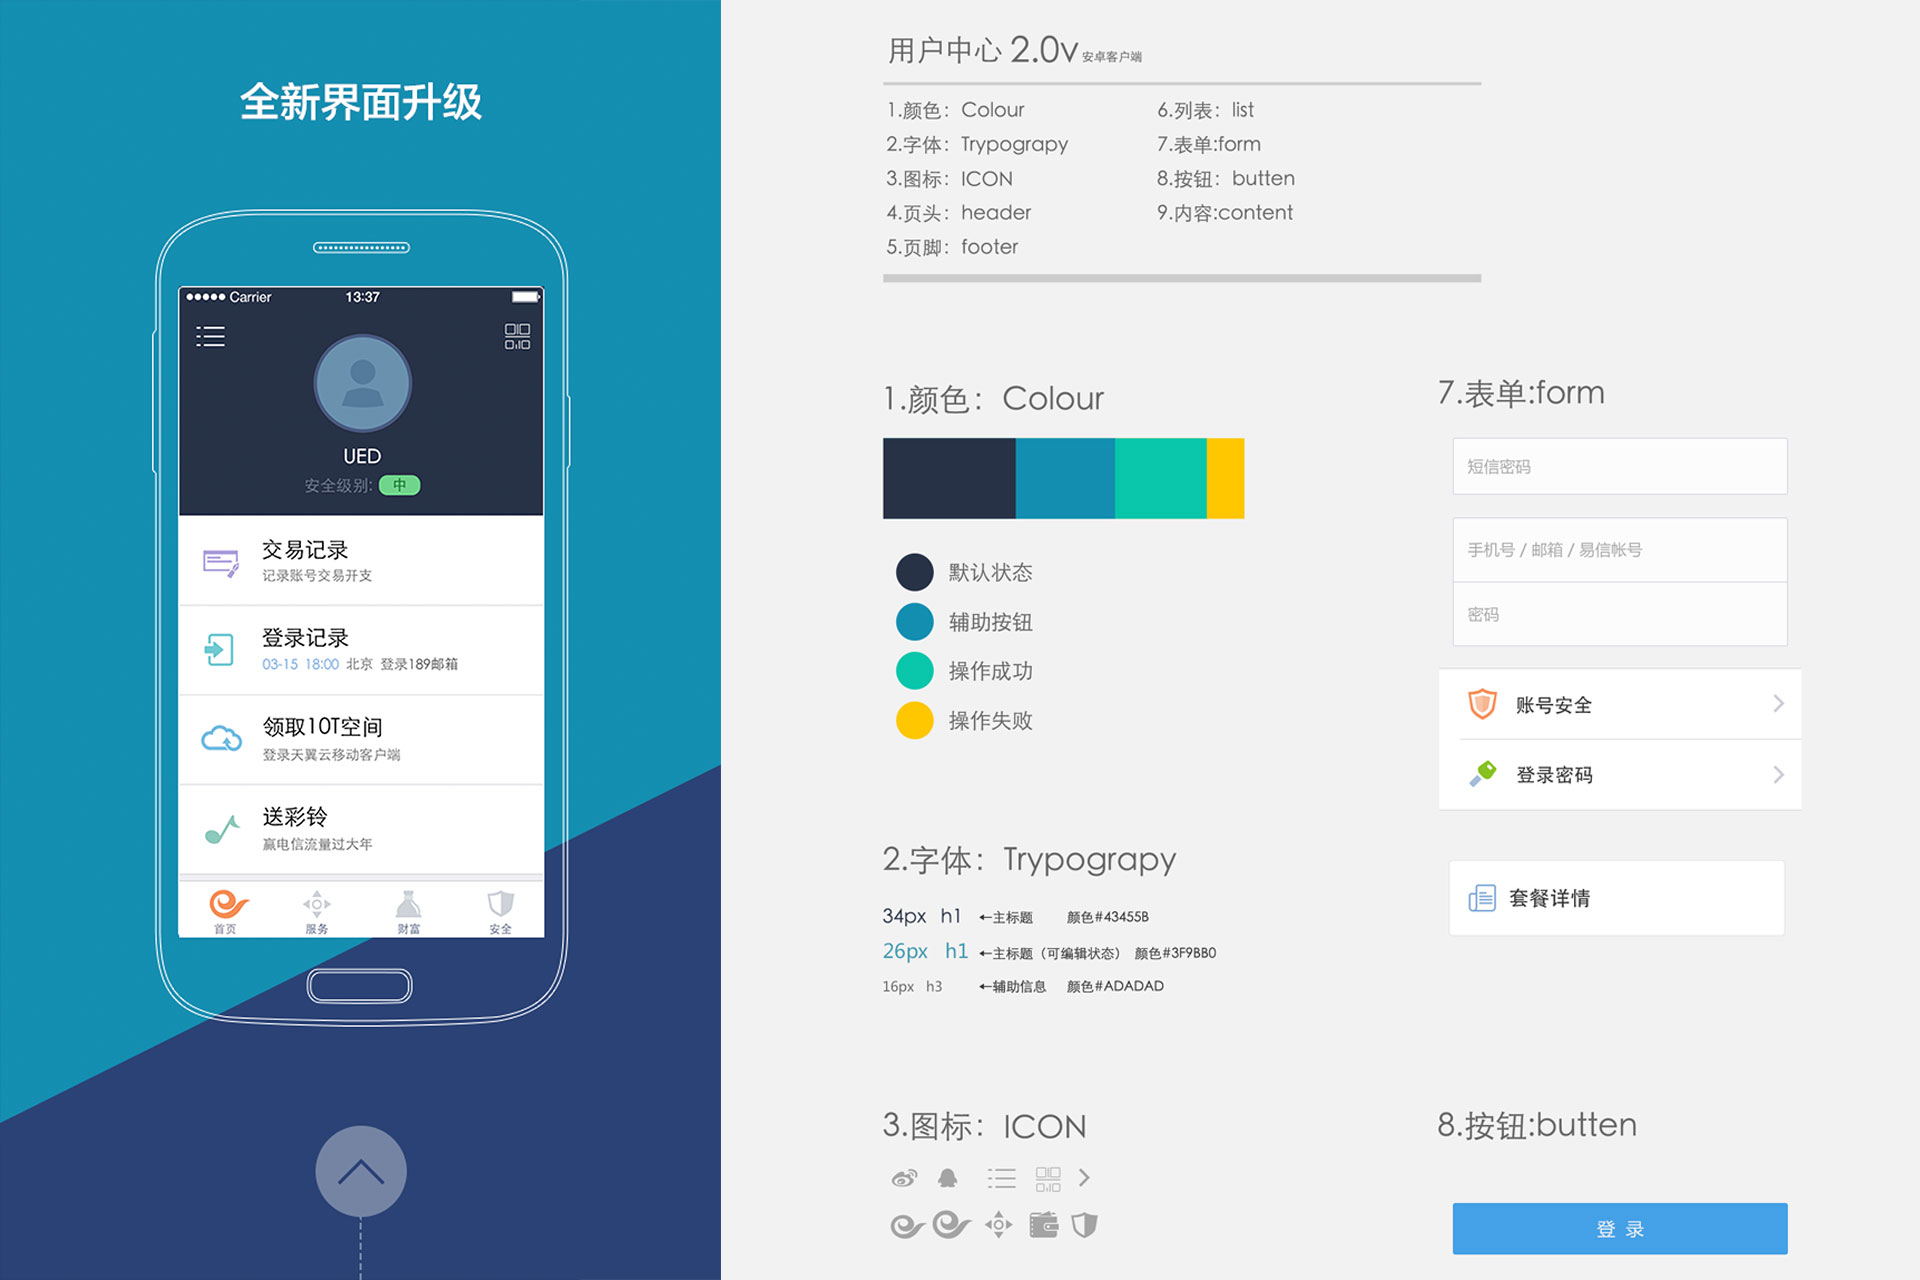 全新界面升级
Carrier 13:37
UED
安全级别: 中
交易记录
记录账号交易开支
登录记录
03-15 18:00 北京 登录189邮箱
领取10T空间
登录天翼云移动客户端
送彩铃
赢电信流量过大年
首页 服务 财富 安全
用户中心 2.0v 安卓客户端
1.颜色：Colour
2.字体：Trypograpy
3.图标：ICON
4.页头：header
5.页脚：footer
6.列表：list
7.表单:form
8.按钮：butten
9.内容:content
1.颜色：Colour
默认状态
辅助按钮
操作成功
操作失败
2.字体：Trypograpy
34px h1 ←主标题 颜色#43455B
26px h1 ←主标题（可编辑状态） 颜色#3F9BB0
16px h3 ←辅助信息 颜色#ADADAD
3.图标：ICON
7.表单:form
短信密码
手机号 / 邮箱 / 易信帐号
密码
账号安全
登录密码
套餐详情
8.按钮:butten
登 录